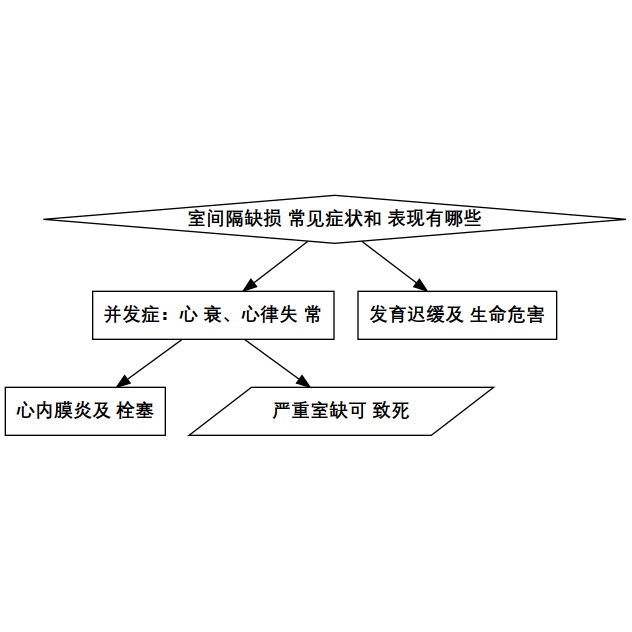 室间隔缺损 常见症状和 表现有哪些
并发症：心 衰、心律失 常
发育迟缓及 生命危害
心内膜炎及 栓塞
严重室缺可 致死